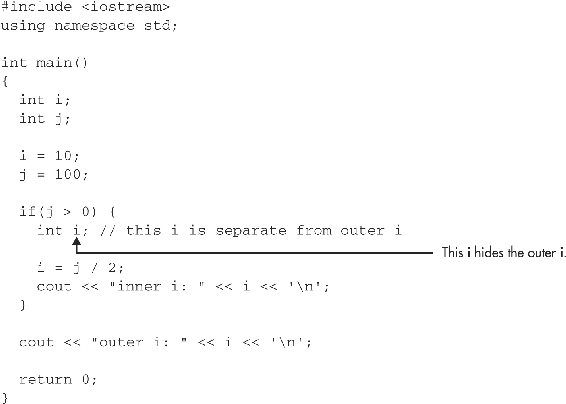 #include <iostream>
using namespace std;
int main()
{
int i;
int j;
i = 10;
j = 100;
if(j > 0) {
int i; // this i is separate from outer i
This i hides the outer i.
i = j / 2;
cout << "inner i: " << i << '\n';
}
cout << "outer i: " << i << '\n';
return 0;
}